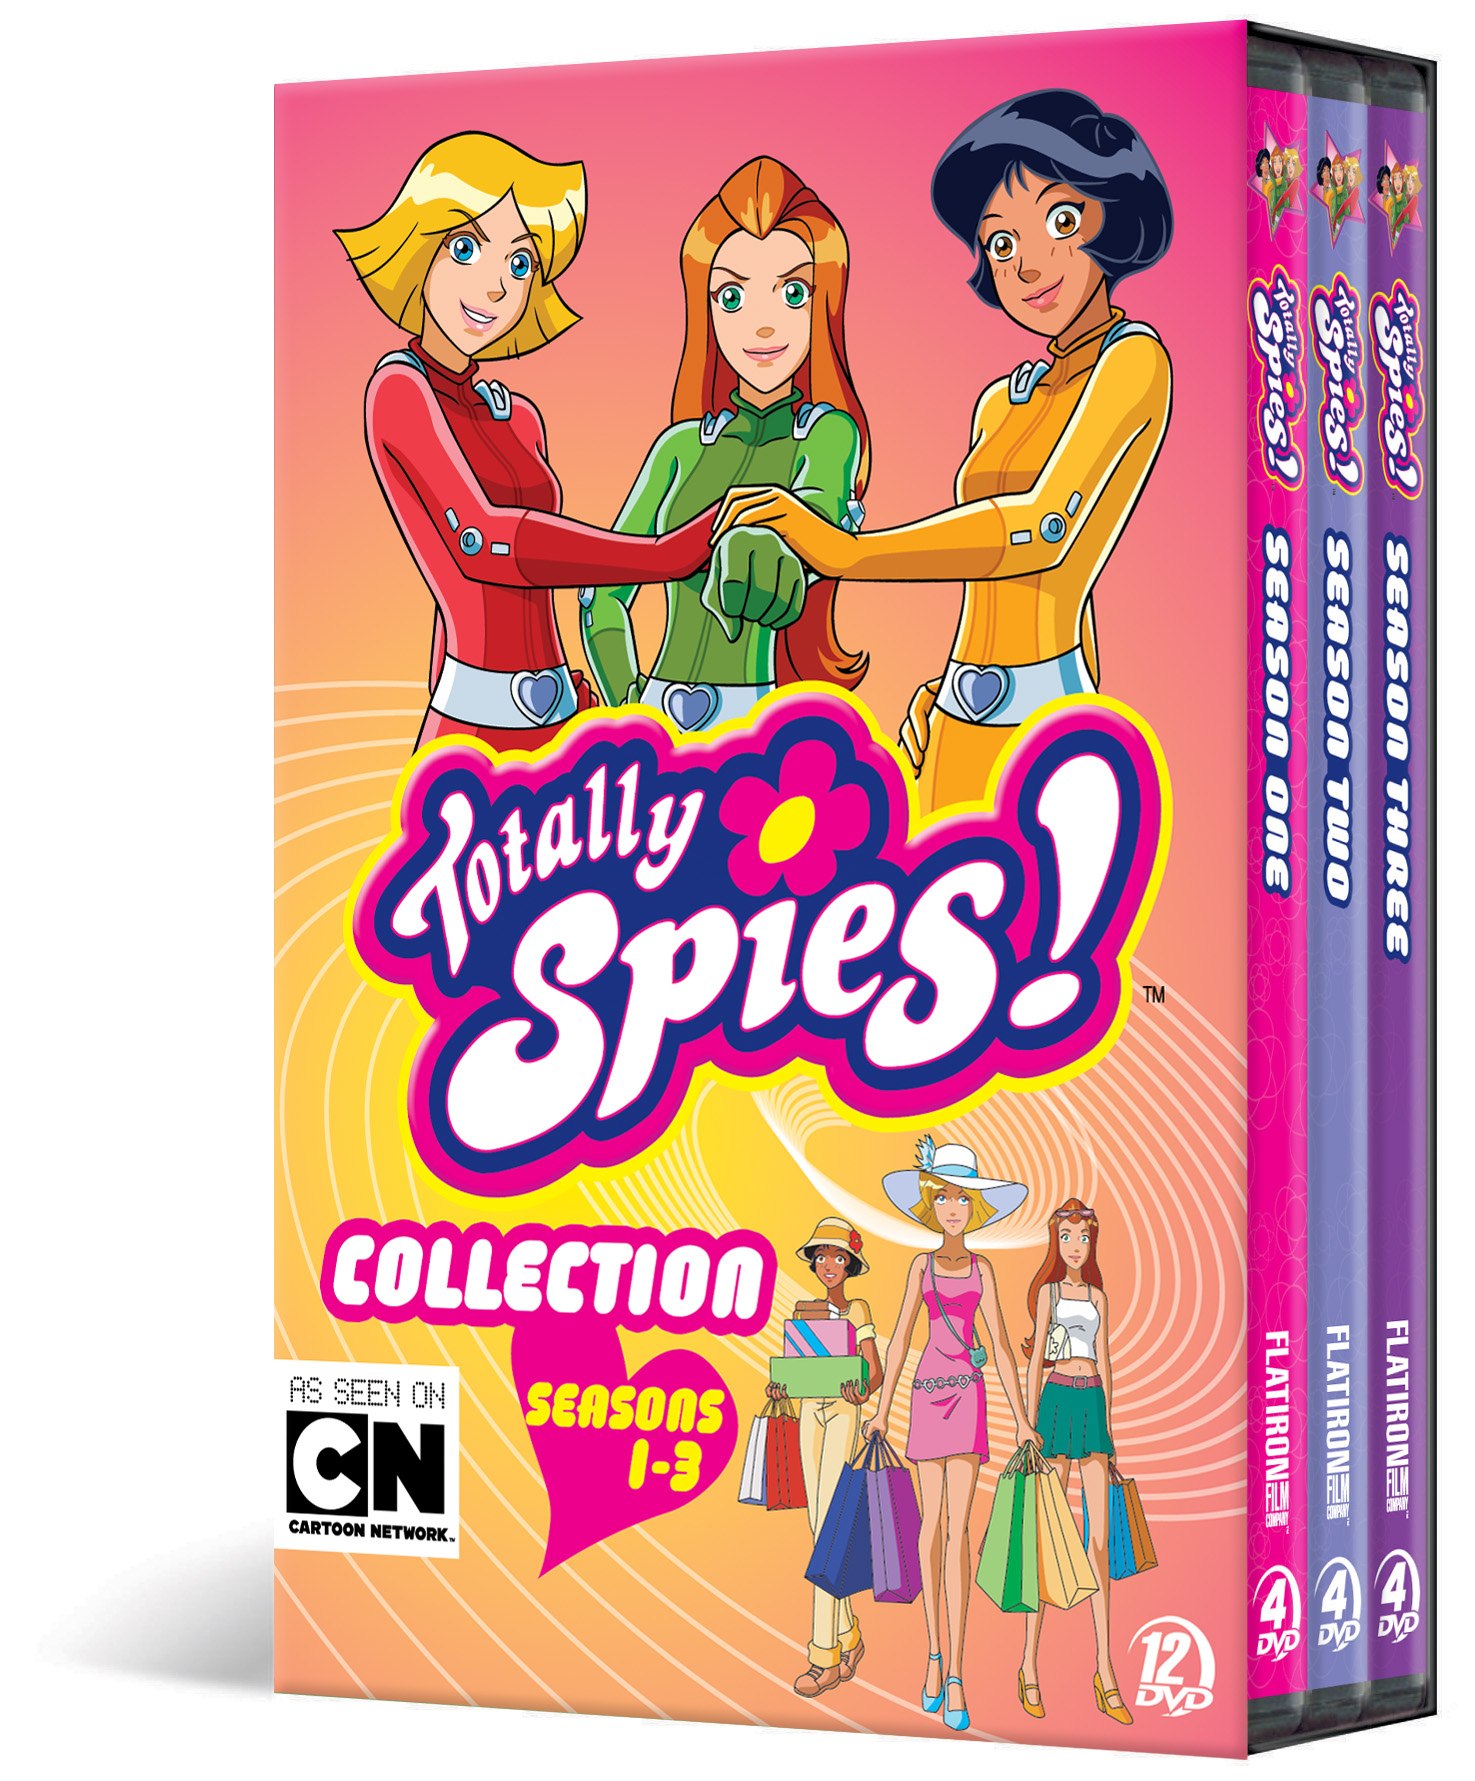 Totally
Spies!
TM
COLLECTION
SEASONS
1-3
AS SEEN ON
CN
CARTOON NETWORK
TM
12
DVD
Totally
Spies!
SEASON ONE
FLATIRON
FILM
COMPANY
4
DVD
Totally
Spies!
SEASON TWO
FLATIRON
FILM
COMPANY
4
DVD
Totally
Spies!
SEASON THREE
FLATIRON
FILM
COMPANY
4
DVD